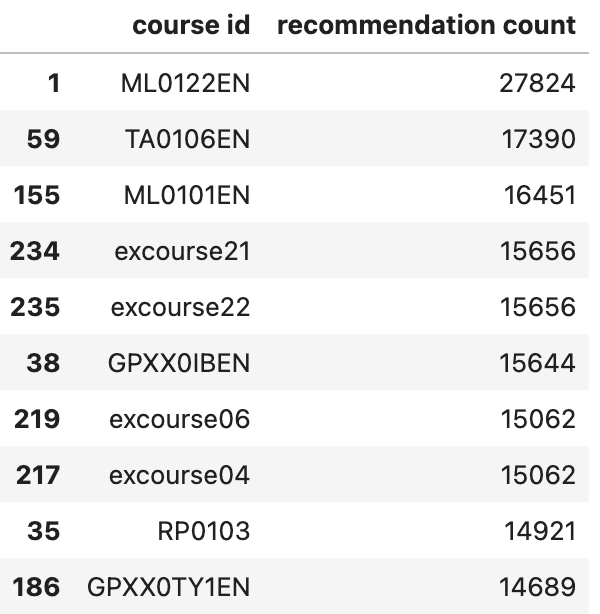 course id recommendation count
1 ML0122EN 27824
59 TA0106EN 17390
155 ML0101EN 16451
234 excourse21 15656
235 excourse22 15656
38 GPXX0IBEN 15644
219 excourse06 15062
217 excourse04 15062
35 RP0103 14921
186 GPXX0TY1EN 14689